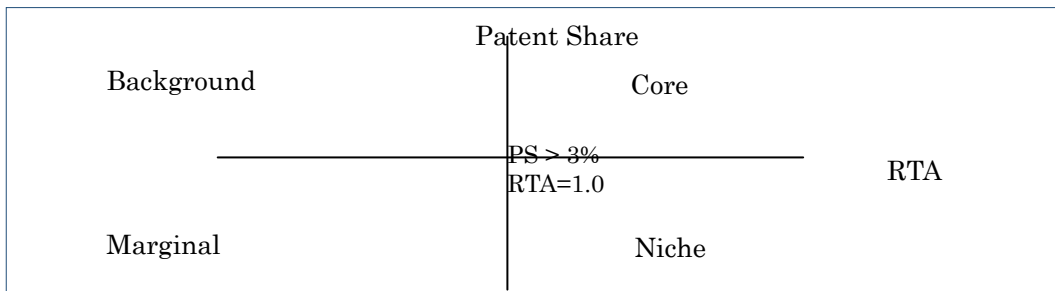 Patent Share
Background
Core
PS > 3%
RTA=1.0
RTA
Marginal
Niche